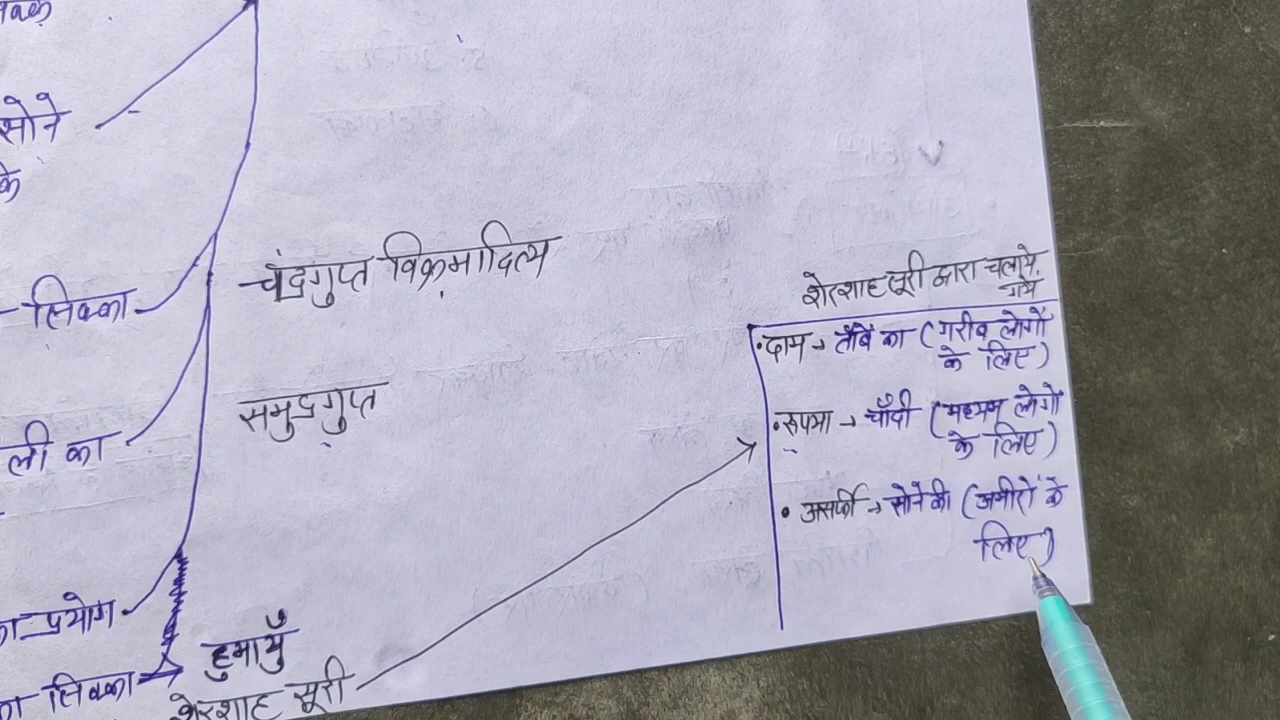 सोने
के
सिक्का
चंद्रगुप्त विक्रमादित्य
शेरशाह सूरी द्वारा चलाये
गये
• दाम → ताँबें का (गरीब लोगों
के लिए)
समुद्रगुप्त
• रुपया → चाँदी (मध्यम लोगों
के लिए)
ली का
• असर्फी → सोने की (अमीरों के
लिए)
का प्रयोग
हुमायुँ
का सिक्का
शेरशाह सूरी